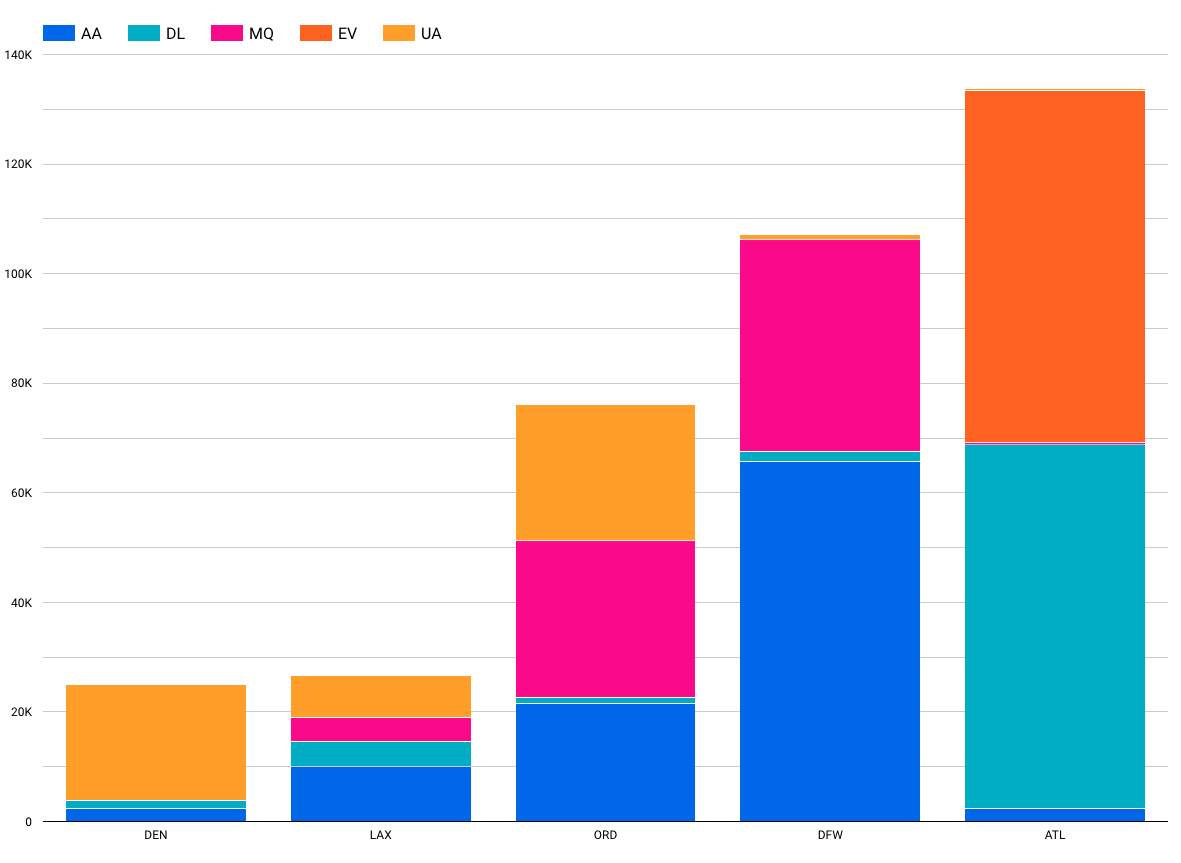 AA DL MQ EV UA
140K
120K
100K
80K
60K
40K
20K
0
DEN LAX ORD DFW ATL